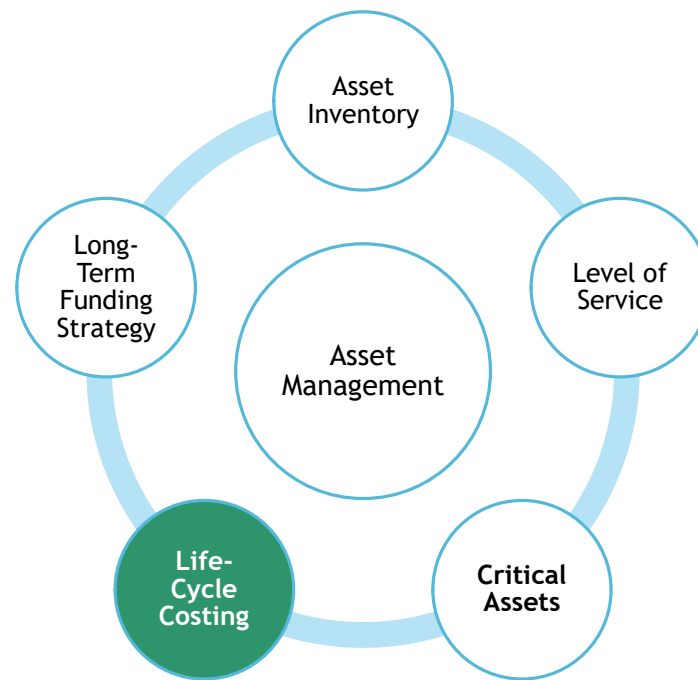 Asset
Inventory
Level of
Service
Critical
Assets
Life-
Cycle
Costing
Long-
Term
Funding
Strategy
Asset
Management